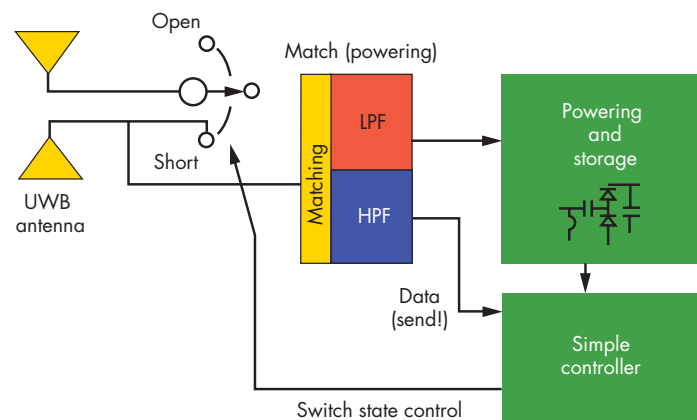 Open
Match (powering)
Short
UWB
antenna
Matching
LPF
HPF
Powering
and
storage
Data
(send!)
Simple
controller
Switch state control